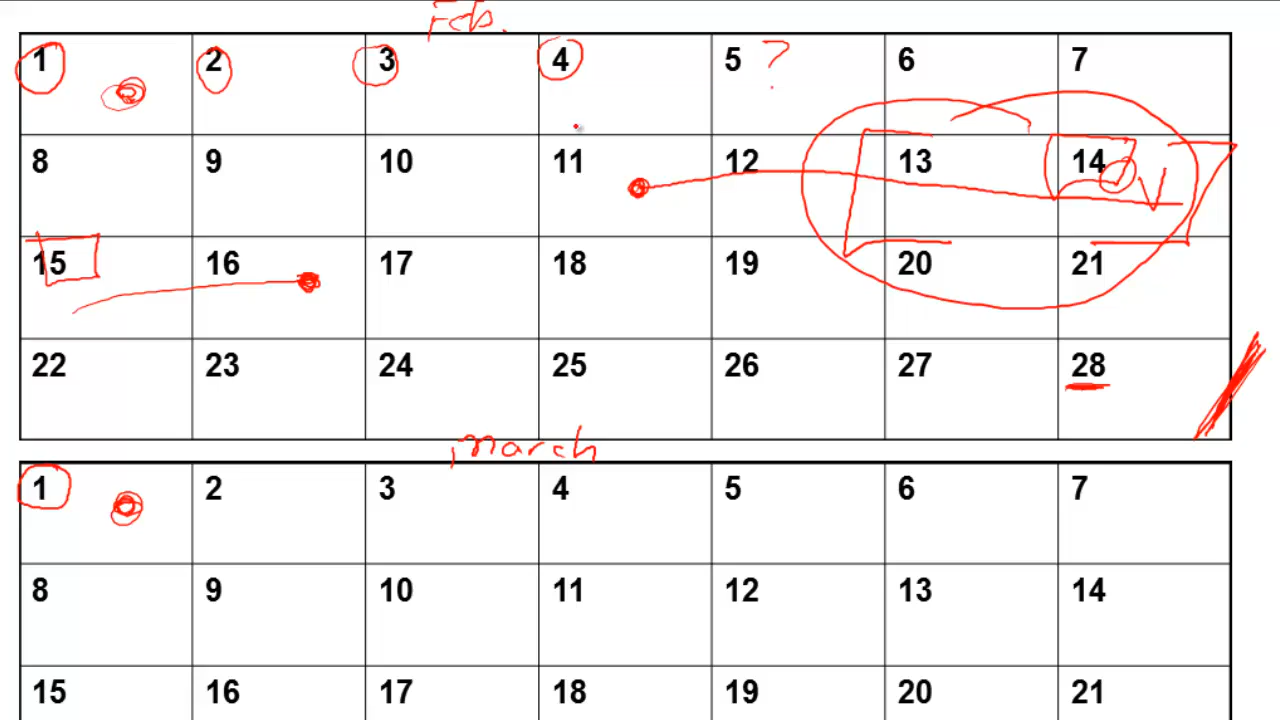 Feb.
1 2 3 4 5 ? 6 7
8 9 10 11 12 13 14
15 16 17 18 19 20 21
22 23 24 25 26 27 28
March
1 2 3 4 5 6 7
8 9 10 11 12 13 14
15 16 17 18 19 20 21